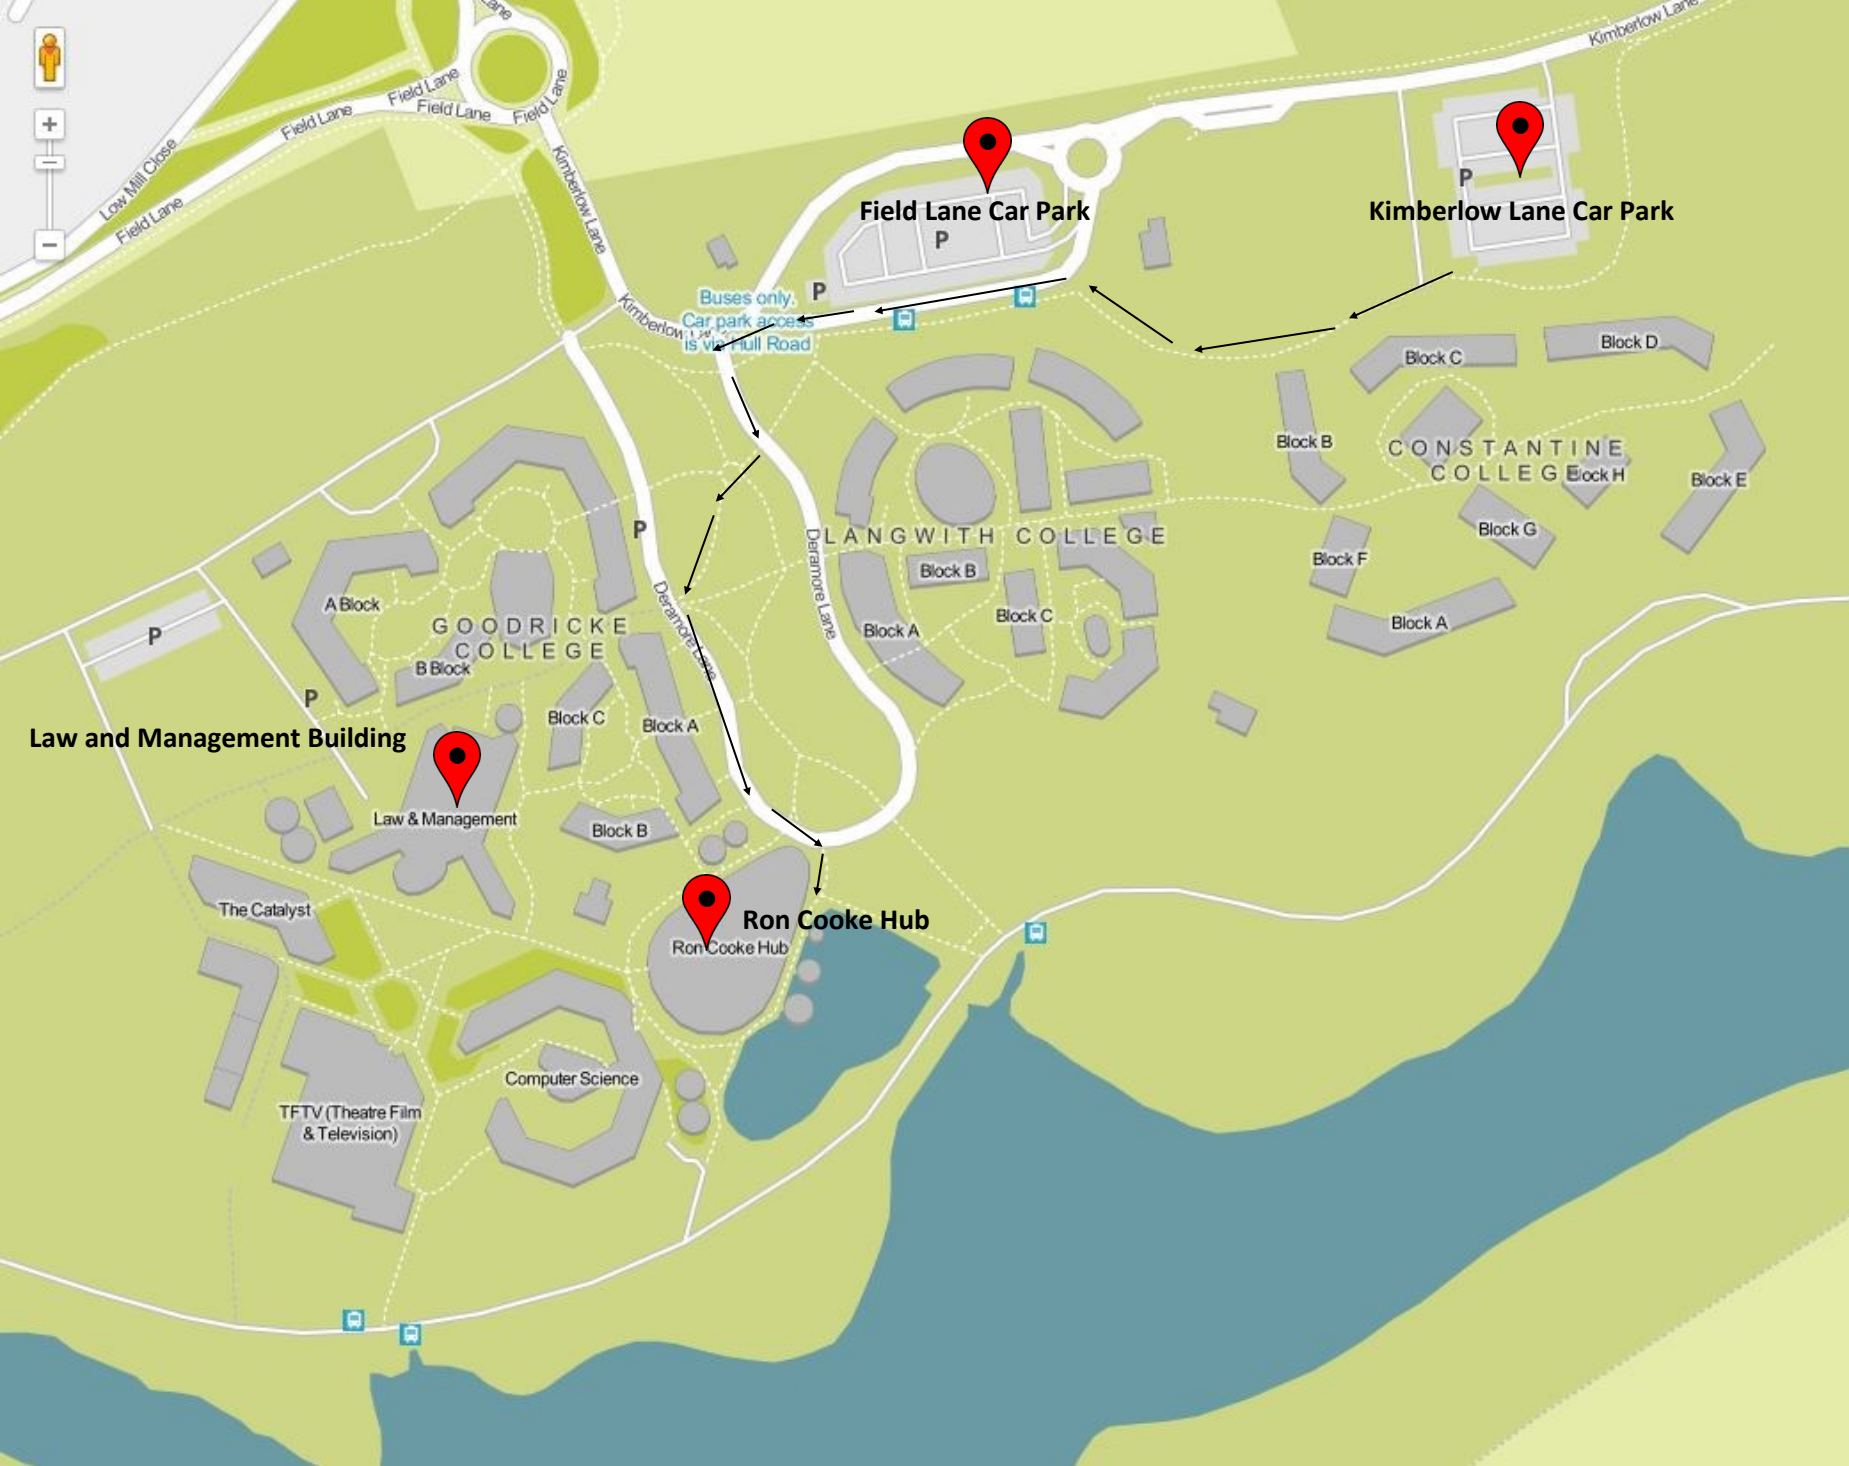 Lane
Kimberlow Lane
Field Lane
Field Lane
Field Lane
Field Lane
Low Mill Close
Field Lane
Kimberlow Lane
P
Field Lane Car Park
Kimberlow Lane Car Park
P
P
Buses only.
Car park access
is via Hull Road
Kimberlow
Block C
Block D
Block B
CONSTANTINE
COLLEGE
Block H
Block E
Block G
Block F
Block A
P
Deramore Lane
LANGWITH COLLEGE
Block B
Block C
Block A
Deramore Lane
A Block
GOODRICKE
COLLEGE
B Block
P
P
Block C
Block A
Law and Management Building
Law & Management
Block B
The Catalyst
Ron Cooke Hub
Ron Cooke Hub
Computer Science
TFTV (Theatre Film
& Television)